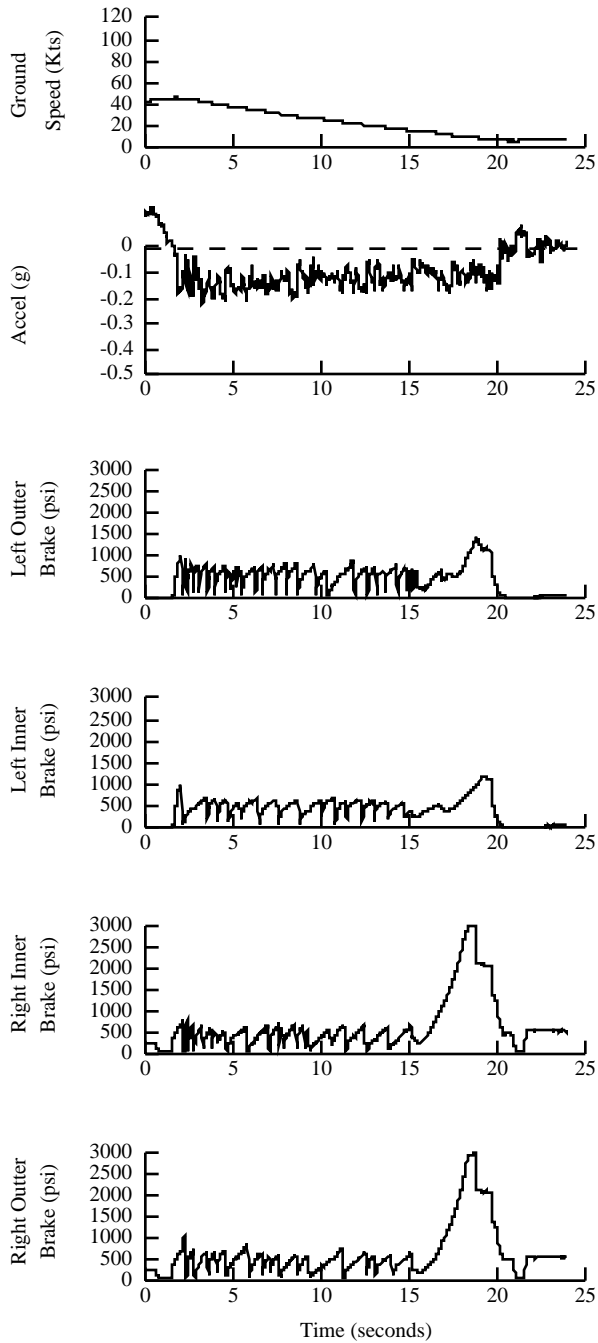 Ground
Speed (Kts)
120
100
80
60
40
20
0
0 5 10 15 20 25
Accel (g)
0
-0.1
-0.2
-0.3
-0.4
-0.5
0 5 10 15 20 25
Left Outter
Brake (psi)
3000
2500
2000
1500
1000
500
0
0 5 10 15 20 25
Left Inner
Brake (psi)
3000
2500
2000
1500
1000
500
0
0 5 10 15 20 25
Right Inner
Brake (psi)
3000
2500
2000
1500
1000
500
0
0 5 10 15 20 25
Right Outter
Brake (psi)
3000
2500
2000
1500
1000
500
0
0 5 10 15 20 25
Time (seconds)